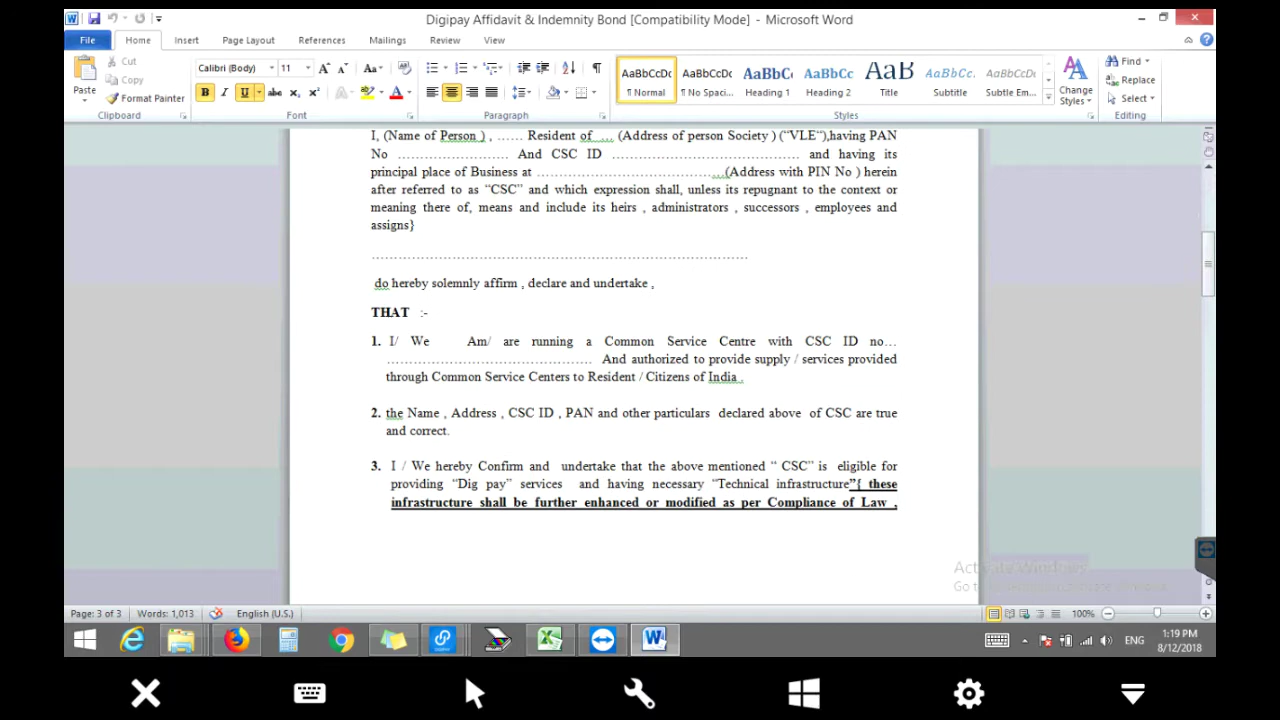 Digipay Affidavit & Indemnity Bond [Compatibility Mode] - Microsoft Word
File Home Insert Page Layout References Mailings Review View
Paste
Cut
Copy
Format Painter
Clipboard
Calibri (Body) 11
Font
Paragraph
AaBbCcDc AaBbCcDc AaBbC AaBbCc AaB AaBbCc. AaBbCcDc
¶ Normal ¶ No Spaci... Heading 1 Heading 2 Title Subtitle Subtle Em...
Change Styles
Styles
Find
Replace
Select
Editing
I, (Name of Person ) , ...... Resident of ... (Address of person Society ) (“VLE“),having PAN
No ................................ And CSC ID ...................................................... and having its
principal place of Business at .....................................................(Address with PIN No ) herein
after referred to as “CSC” and which expression shall, unless its repugnant to the context or
meaning there of, means and include its heirs , administrators , successors , employees and
assigns}
..............................................................................................................
do hereby solemnly affirm , declare and undertake ,
THAT :-
1. I/ We Am/ are running a Common Service Centre with CSC ID no...
............................................................ And authorized to provide supply / services provided
through Common Service Centers to Resident / Citizens of India .
2. the Name , Address , CSC ID , PAN and other particulars declared above of CSC are true
and correct.
3. I / We hereby Confirm and undertake that the above mentioned “ CSC” is eligible for
providing “Dig pay” services and having necessary “Technical infrastructure”{ these
infrastructure shall be further enhanced or modified as per Compliance of Law ,
Activate Windows
Page: 3 of 3 Words: 1,013 English (U.S.) 100%
ENG
1:19 PM
8/12/2018